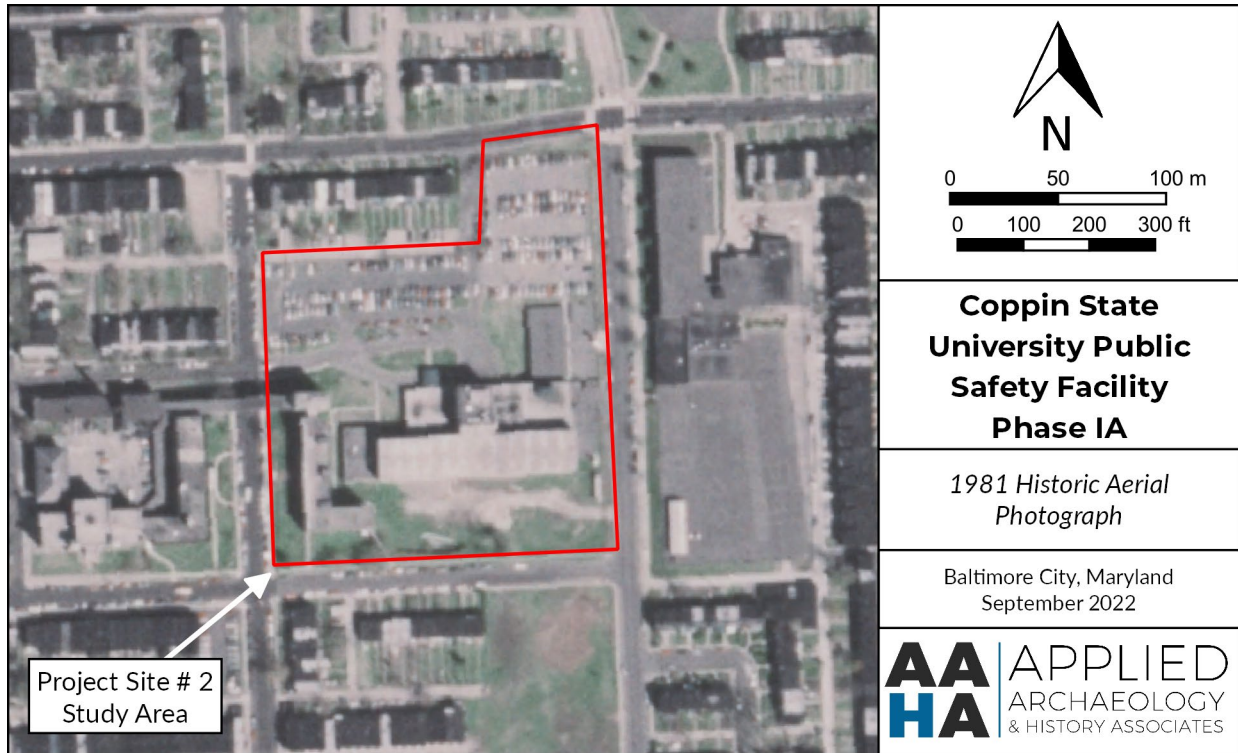 N
0 50 100 m
0 100 200 300 ft
Coppin State
University Public
Safety Facility
Phase IA
1981 Historic Aerial
Photograph
Baltimore City, Maryland
September 2022
AA
HA
APPLIED
ARCHAEOLOGY
& HISTORY ASSOCIATES
Project Site # 2
Study Area